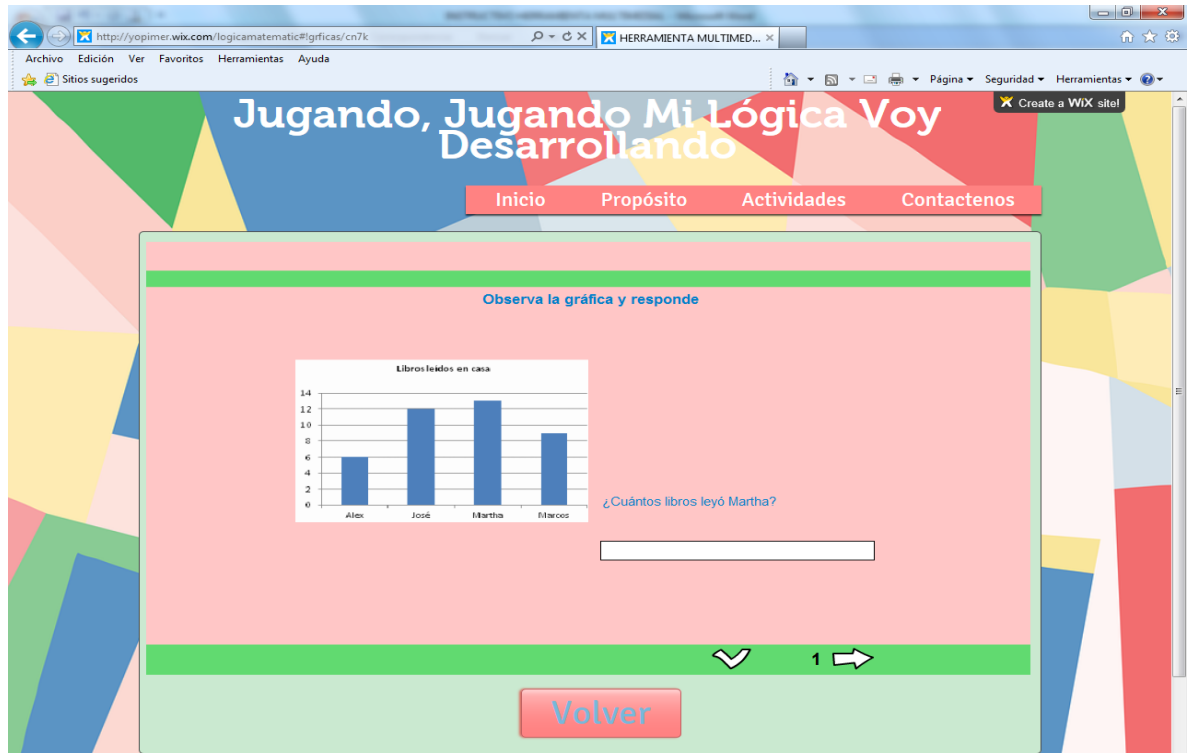 http://yopimer.wix.com/logicamatematic#!grficas/cn7k
HERRAMIENTA MULTIMED...
Archivo Edición Ver Favoritos Herramientas Ayuda
Sitios sugeridos
Página Seguridad Herramientas
Create a WiX site!
Jugando, Jugando Mi Lógica Voy
Desarrollando
Inicio Propósito Actividades Contactenos
Observa la gráfica y responde
Libros leidos en casa
14
12
10
8
6
4
2
0
Alex José Martha Marcos
¿Cuántos libros leyó Martha?
1
Volver